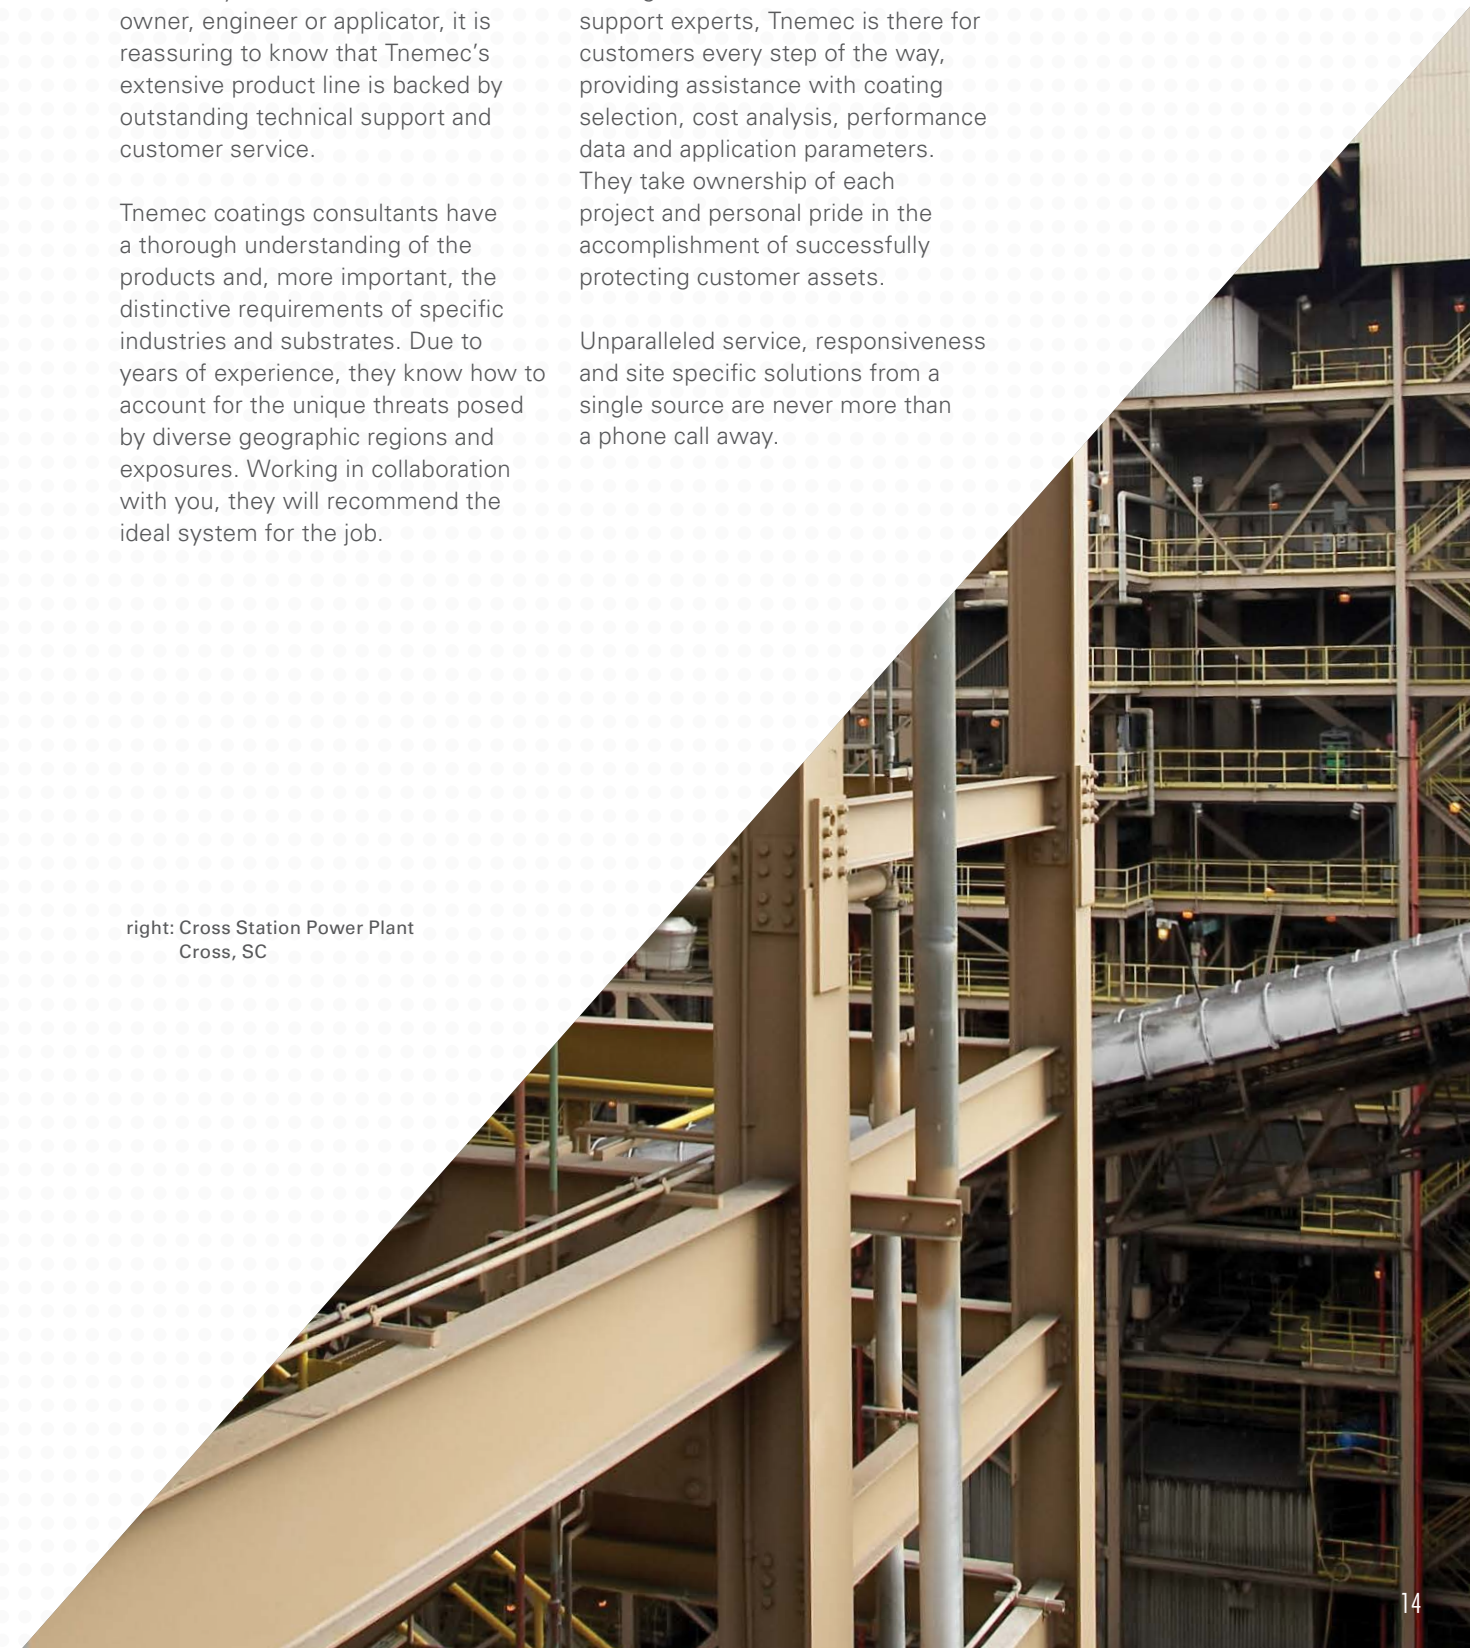 owner, engineer or applicator, it is
reassuring to know that Tnemec’s
extensive product line is backed by
outstanding technical support and
customer service.
Tnemec coatings consultants have
a thorough understanding of the
products and, more important, the
distinctive requirements of specific
industries and substrates. Due to
years of experience, they know how to
account for the unique threats posed
by diverse geographic regions and
exposures. Working in collaboration
with you, they will recommend the
ideal system for the job.
support experts, Tnemec is there for
customers every step of the way,
providing assistance with coating
selection, cost analysis, performance
data and application parameters.
They take ownership of each
project and personal pride in the
accomplishment of successfully
protecting customer assets.
Unparalleled service, responsiveness
and site specific solutions from a
single source are never more than
a phone call away.
right: Cross Station Power Plant
Cross, SC
14